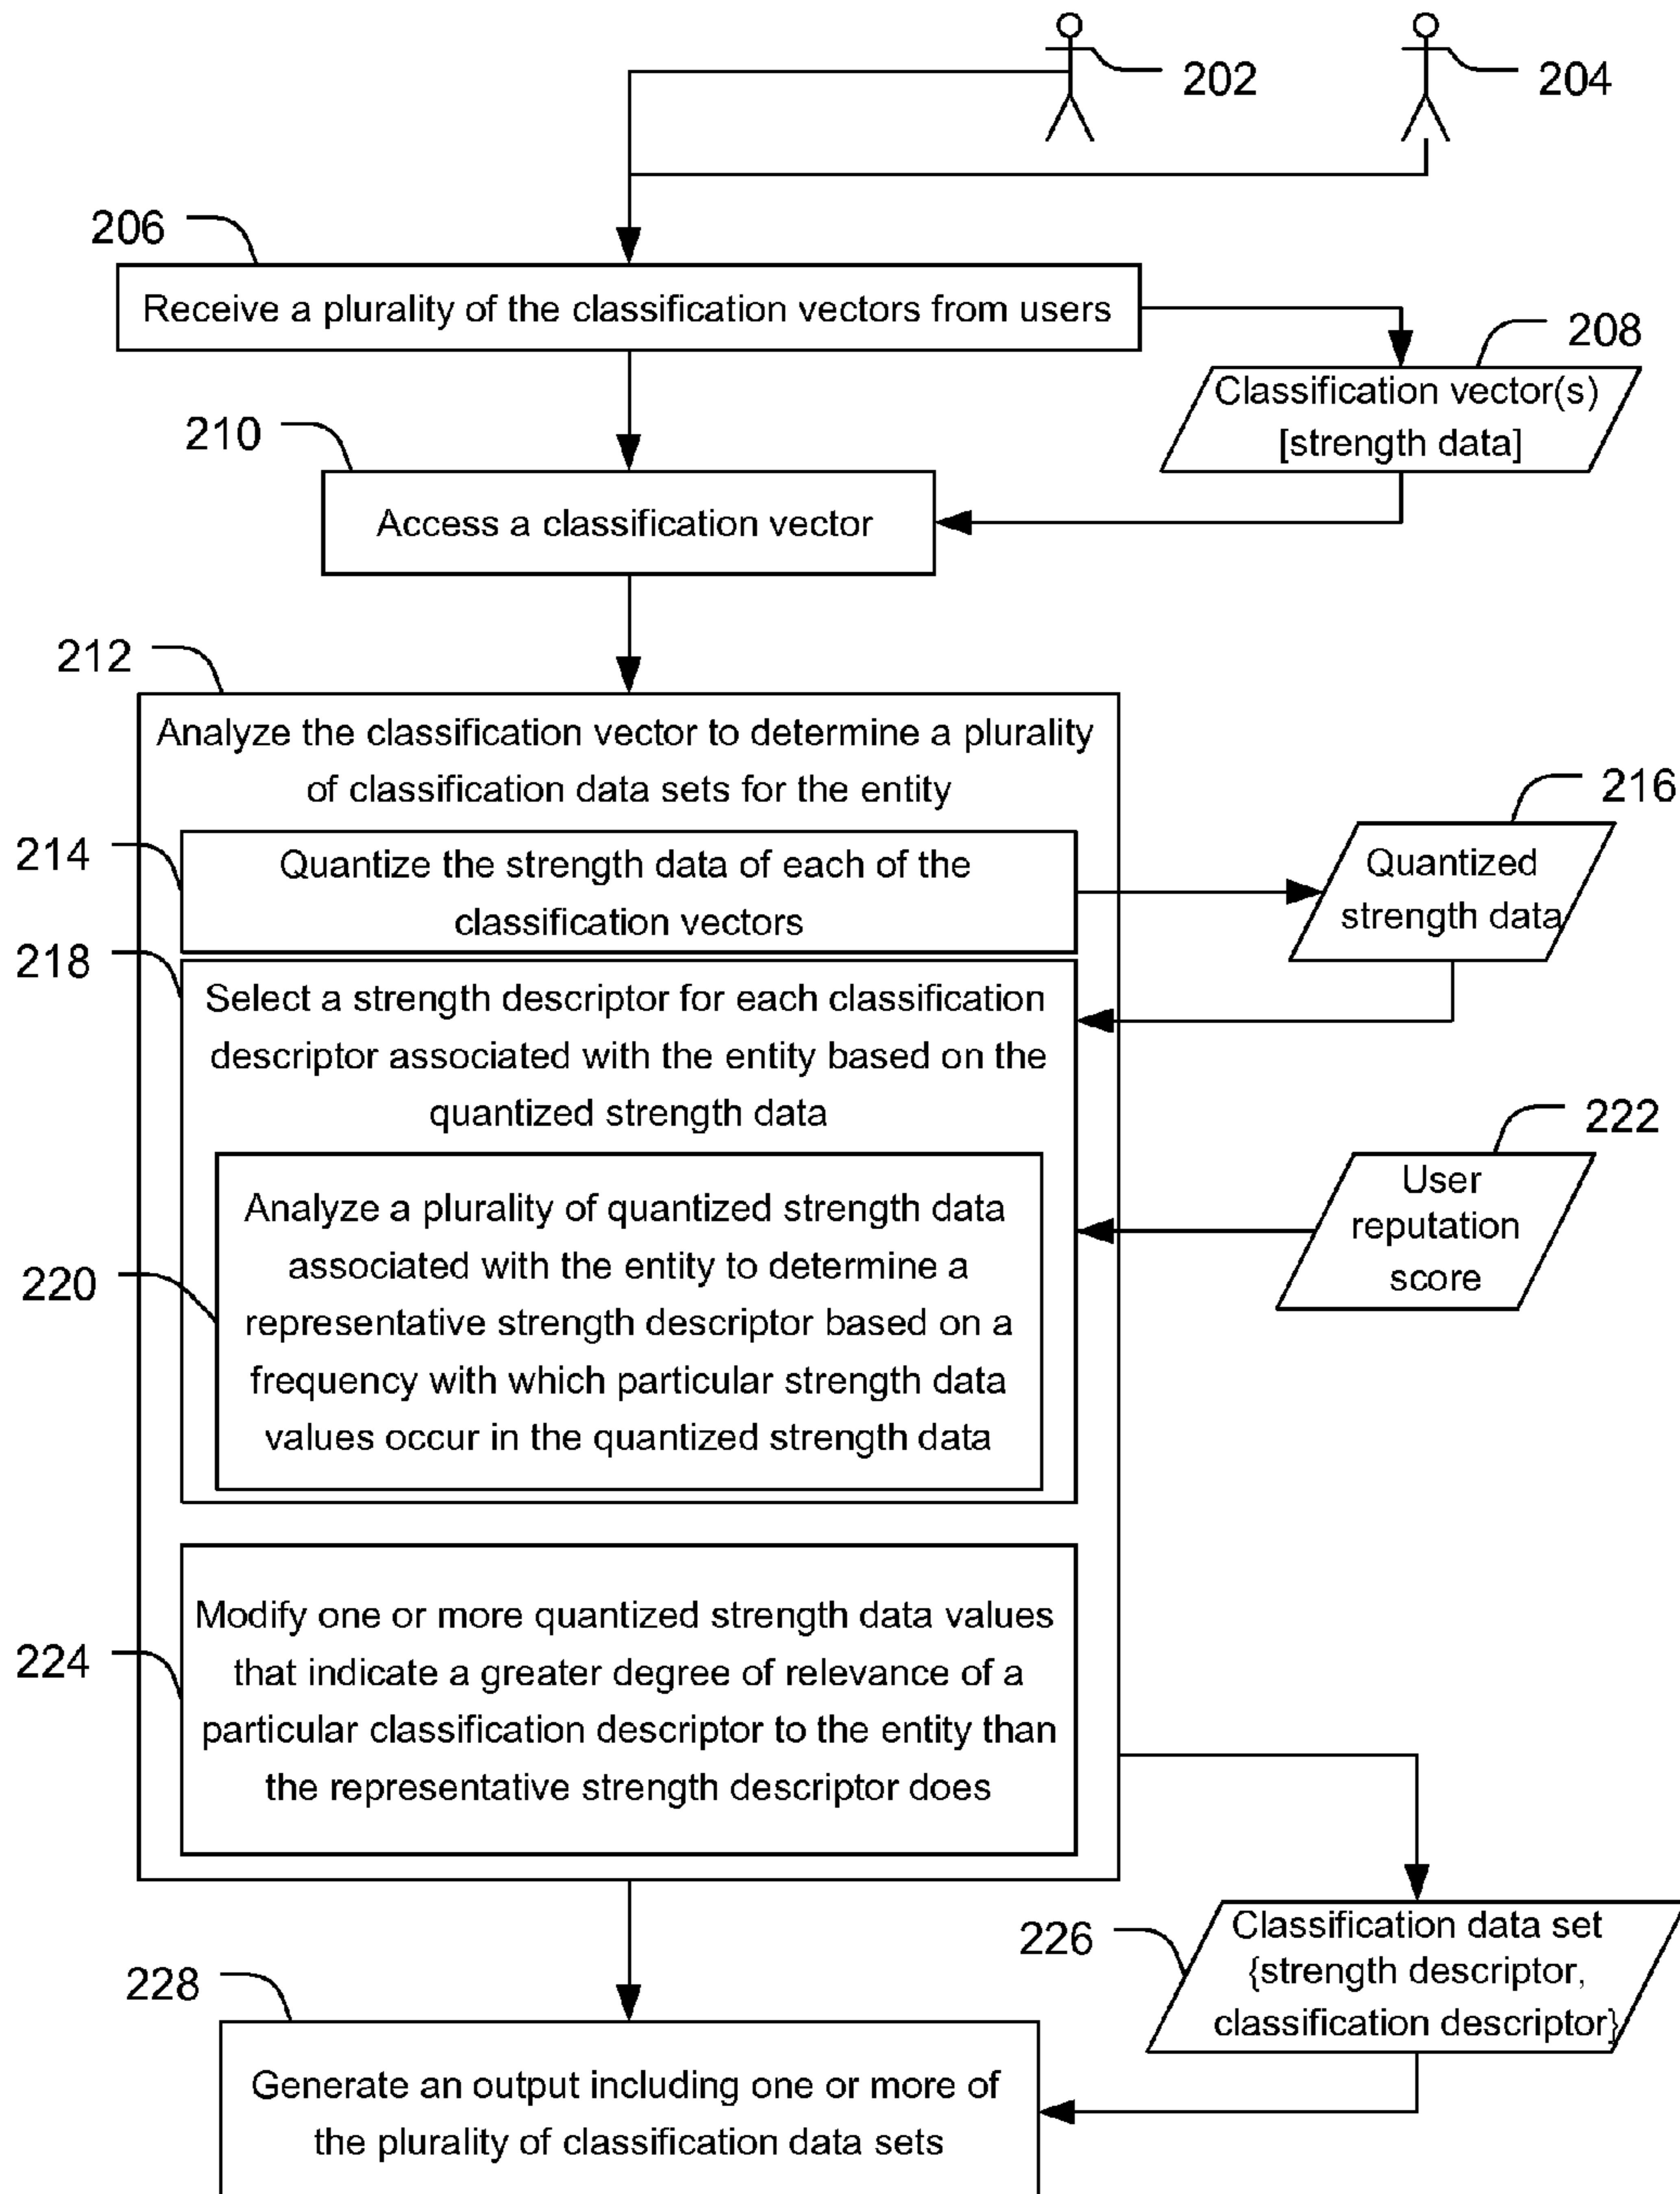 202
204
206
Receive a plurality of the classification vectors from users
208
Classification vector(s)
[strength data]
210
Access a classification vector
212
Analyze the classification vector to determine a plurality
of classification data sets for the entity
214
Quantize the strength data of each of the
classification vectors
216
Quantized
strength data
218
Select a strength descriptor for each classification
descriptor associated with the entity based on the
quantized strength data
222
User
reputation
score
220
Analyze a plurality of quantized strength data
associated with the entity to determine a
representative strength descriptor based on a
frequency with which particular strength data
values occur in the quantized strength data
224
Modify one or more quantized strength data values
that indicate a greater degree of relevance of a
particular classification descriptor to the entity than
the representative strength descriptor does
226
Classification data set
{strength descriptor,
classification descriptor}
228
Generate an output including one or more of
the plurality of classification data sets